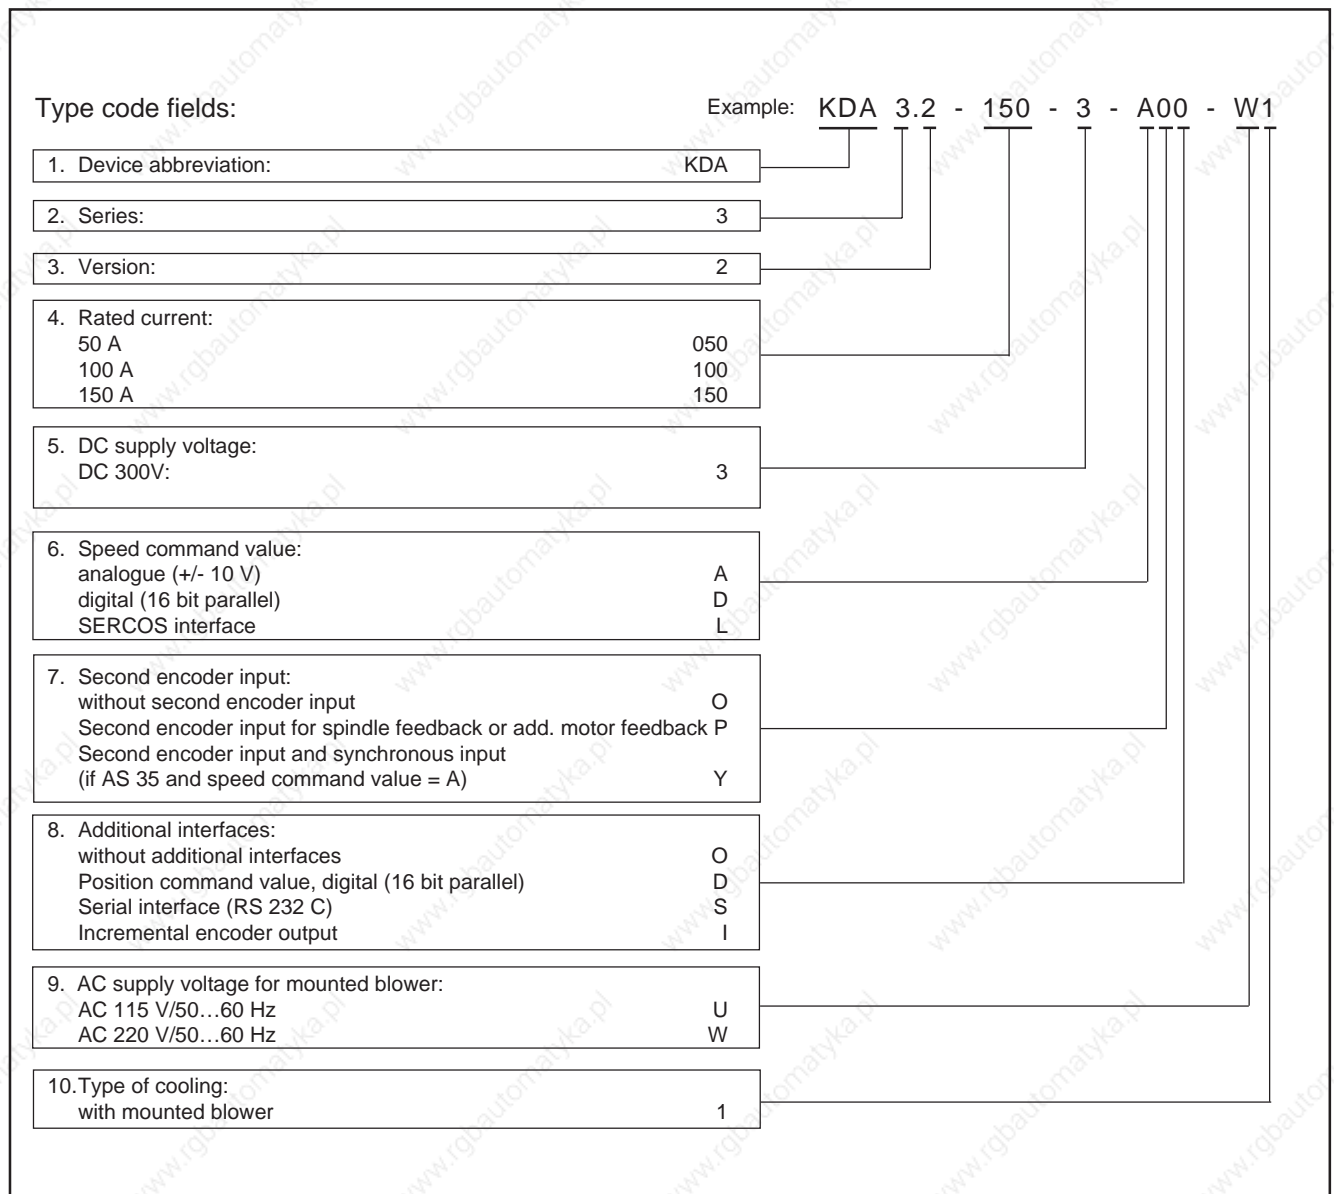 Type code fields: Example: KDA 3.2 - 150 - 3 - A00 - W1
1. Device abbreviation: KDA
2. Series: 3
3. Version: 2
4. Rated current:
50 A 050
100 A 100
150 A 150
5. DC supply voltage:
DC 300V: 3
6. Speed command value:
analogue (+/- 10 V) A
digital (16 bit parallel) D
SERCOS interface L
7. Second encoder input:
without second encoder input O
Second encoder input for spindle feedback or add. motor feedback P
Second encoder input and synchronous input
(if AS 35 and speed command value = A) Y
8. Additional interfaces:
without additional interfaces O
Position command value, digital (16 bit parallel) D
Serial interface (RS 232 C) S
Incremental encoder output I
9. AC supply voltage for mounted blower:
AC 115 V/50…60 Hz U
AC 220 V/50…60 Hz W
10.Type of cooling:
with mounted blower 1
www.rgbautomatyka.pl